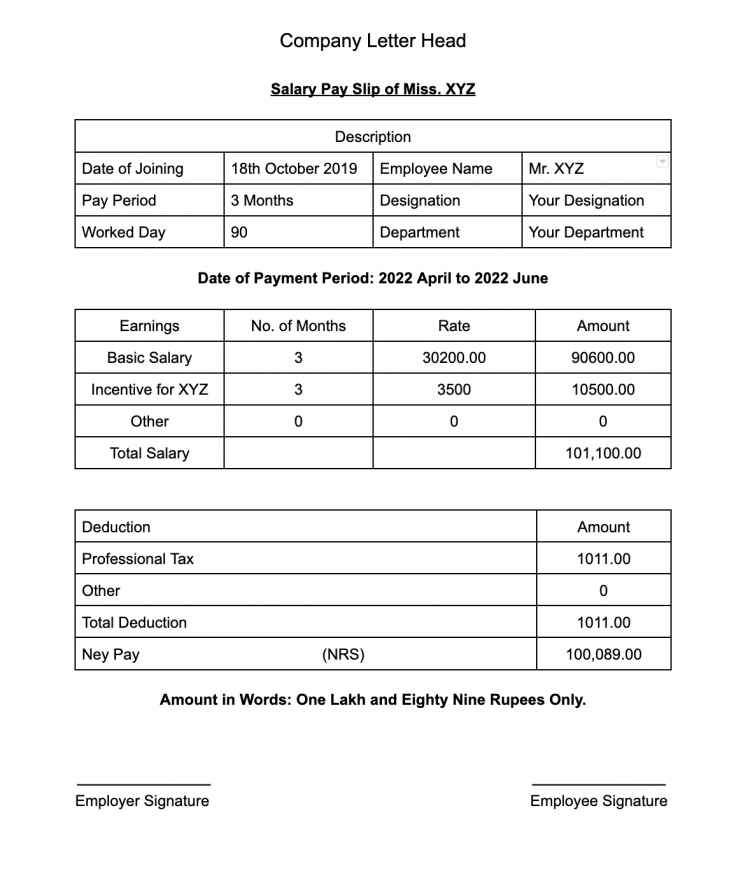 Company Letter Head
Salary Pay Slip of Miss. XYZ
Description
Date of Joining 18th October 2019 Employee Name Mr. XYZ
Pay Period 3 Months Designation Your Designation
Worked Day 90 Department Your Department
Date of Payment Period: 2022 April to 2022 June
Earnings No. of Months Rate Amount
Basic Salary 3 30200.00 90600.00
Incentive for XYZ 3 3500 10500.00
Other 0 0 0
Total Salary 101,100.00
Deduction Amount
Professional Tax 1011.00
Other 0
Total Deduction 1011.00
Ney Pay (NRS) 100,089.00
Amount in Words: One Lakh and Eighty Nine Rupees Only.
Employer Signature Employee Signature